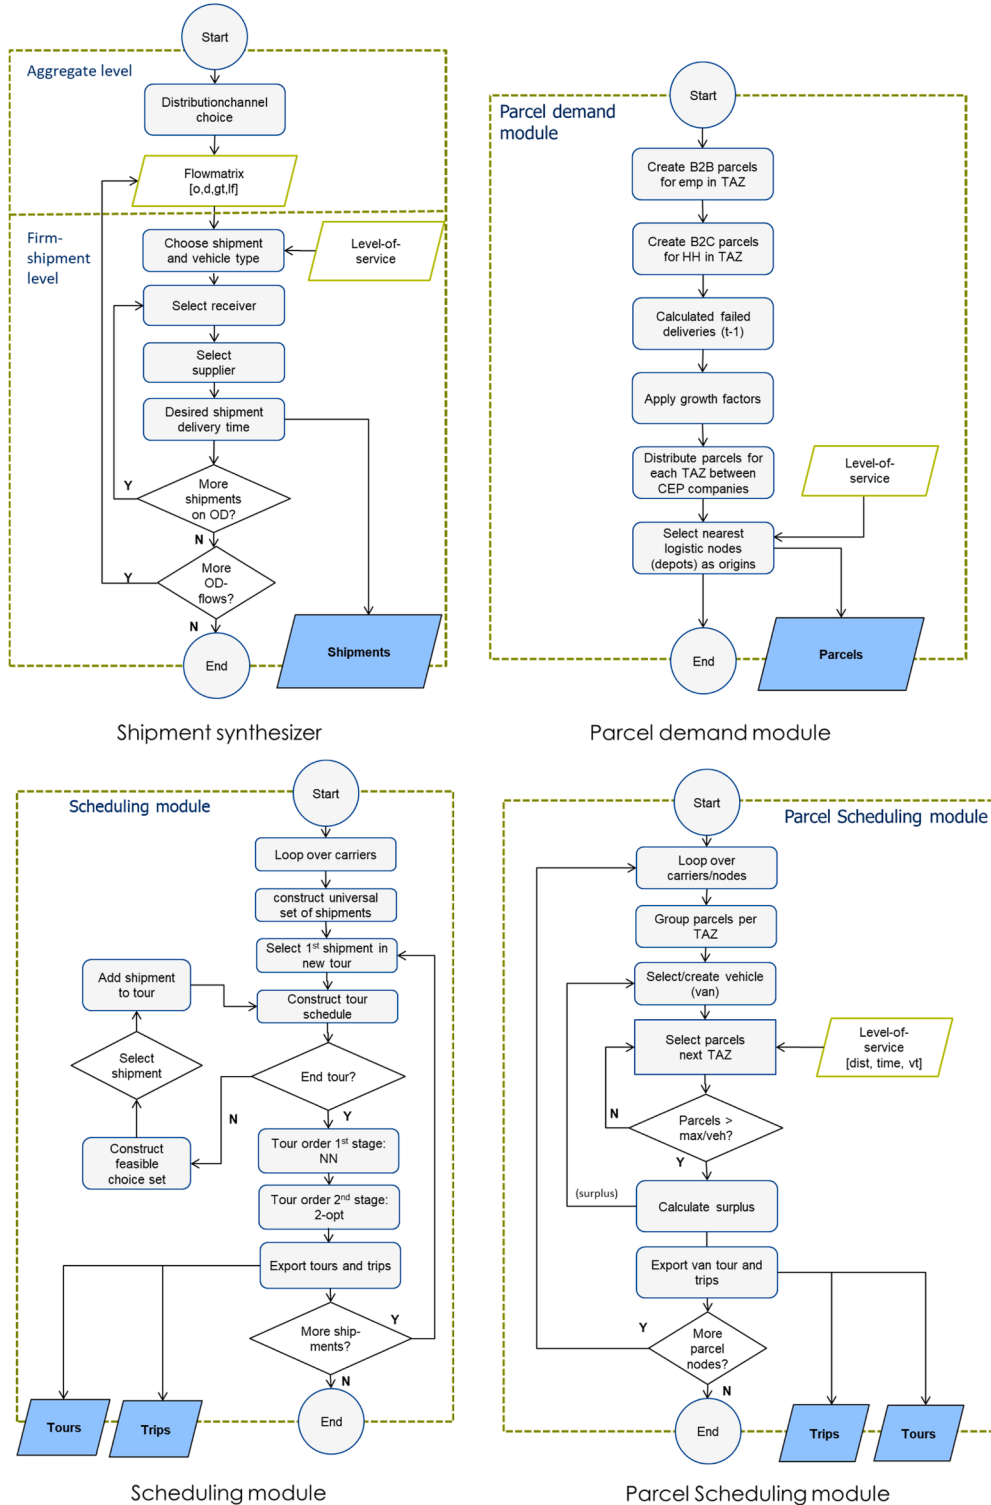 Start
Aggregate level
Distributionchannel
choice
Flowmatrix
[o,d,gt,lf]
Firm-
shipment
level
Choose shipment
and vehicle type
Level-of-
service
Select receiver
Select
supplier
Desired shipment
delivery time
More
shipments
on OD?
Y
N
More
OD-
flows?
Y
N
End
Shipments
Shipment synthesizer
Start
Parcel demand
module
Create B2B parcels
for emp in TAZ
Create B2C parcels
for HH in TAZ
Calculated failed
deliveries (t-1)
Apply growth factors
Distribute parcels for
each TAZ between
CEP companies
Level-of-
service
Select nearest
logistic nodes
(depots) as origins
End
Parcels
Parcel demand module
Scheduling module
Start
Loop over carriers
construct universal
set of shipments
Select 1st shipment in
new tour
Add shipment
to tour
Construct tour
schedule
Select
shipment
End tour?
N
Y
Construct
feasible
choice set
Tour order 1st stage:
NN
Tour order 2nd stage:
2-opt
Export tours and trips
More ship-
ments?
Y
N
End
Tours
Trips
Scheduling module
Start
Parcel Scheduling module
Loop over
carriers/nodes
Group parcels per
TAZ
Select/create vehicle
(van)
Select parcels
next TAZ
Level-of-
service
[dist, time, vt]
N
Parcels >
max/veh?
Y
(surplus)
Calculate surplus
Export van tour and
trips
Y
More
parcel
nodes?
N
End
Trips
Tours
Parcel Scheduling module